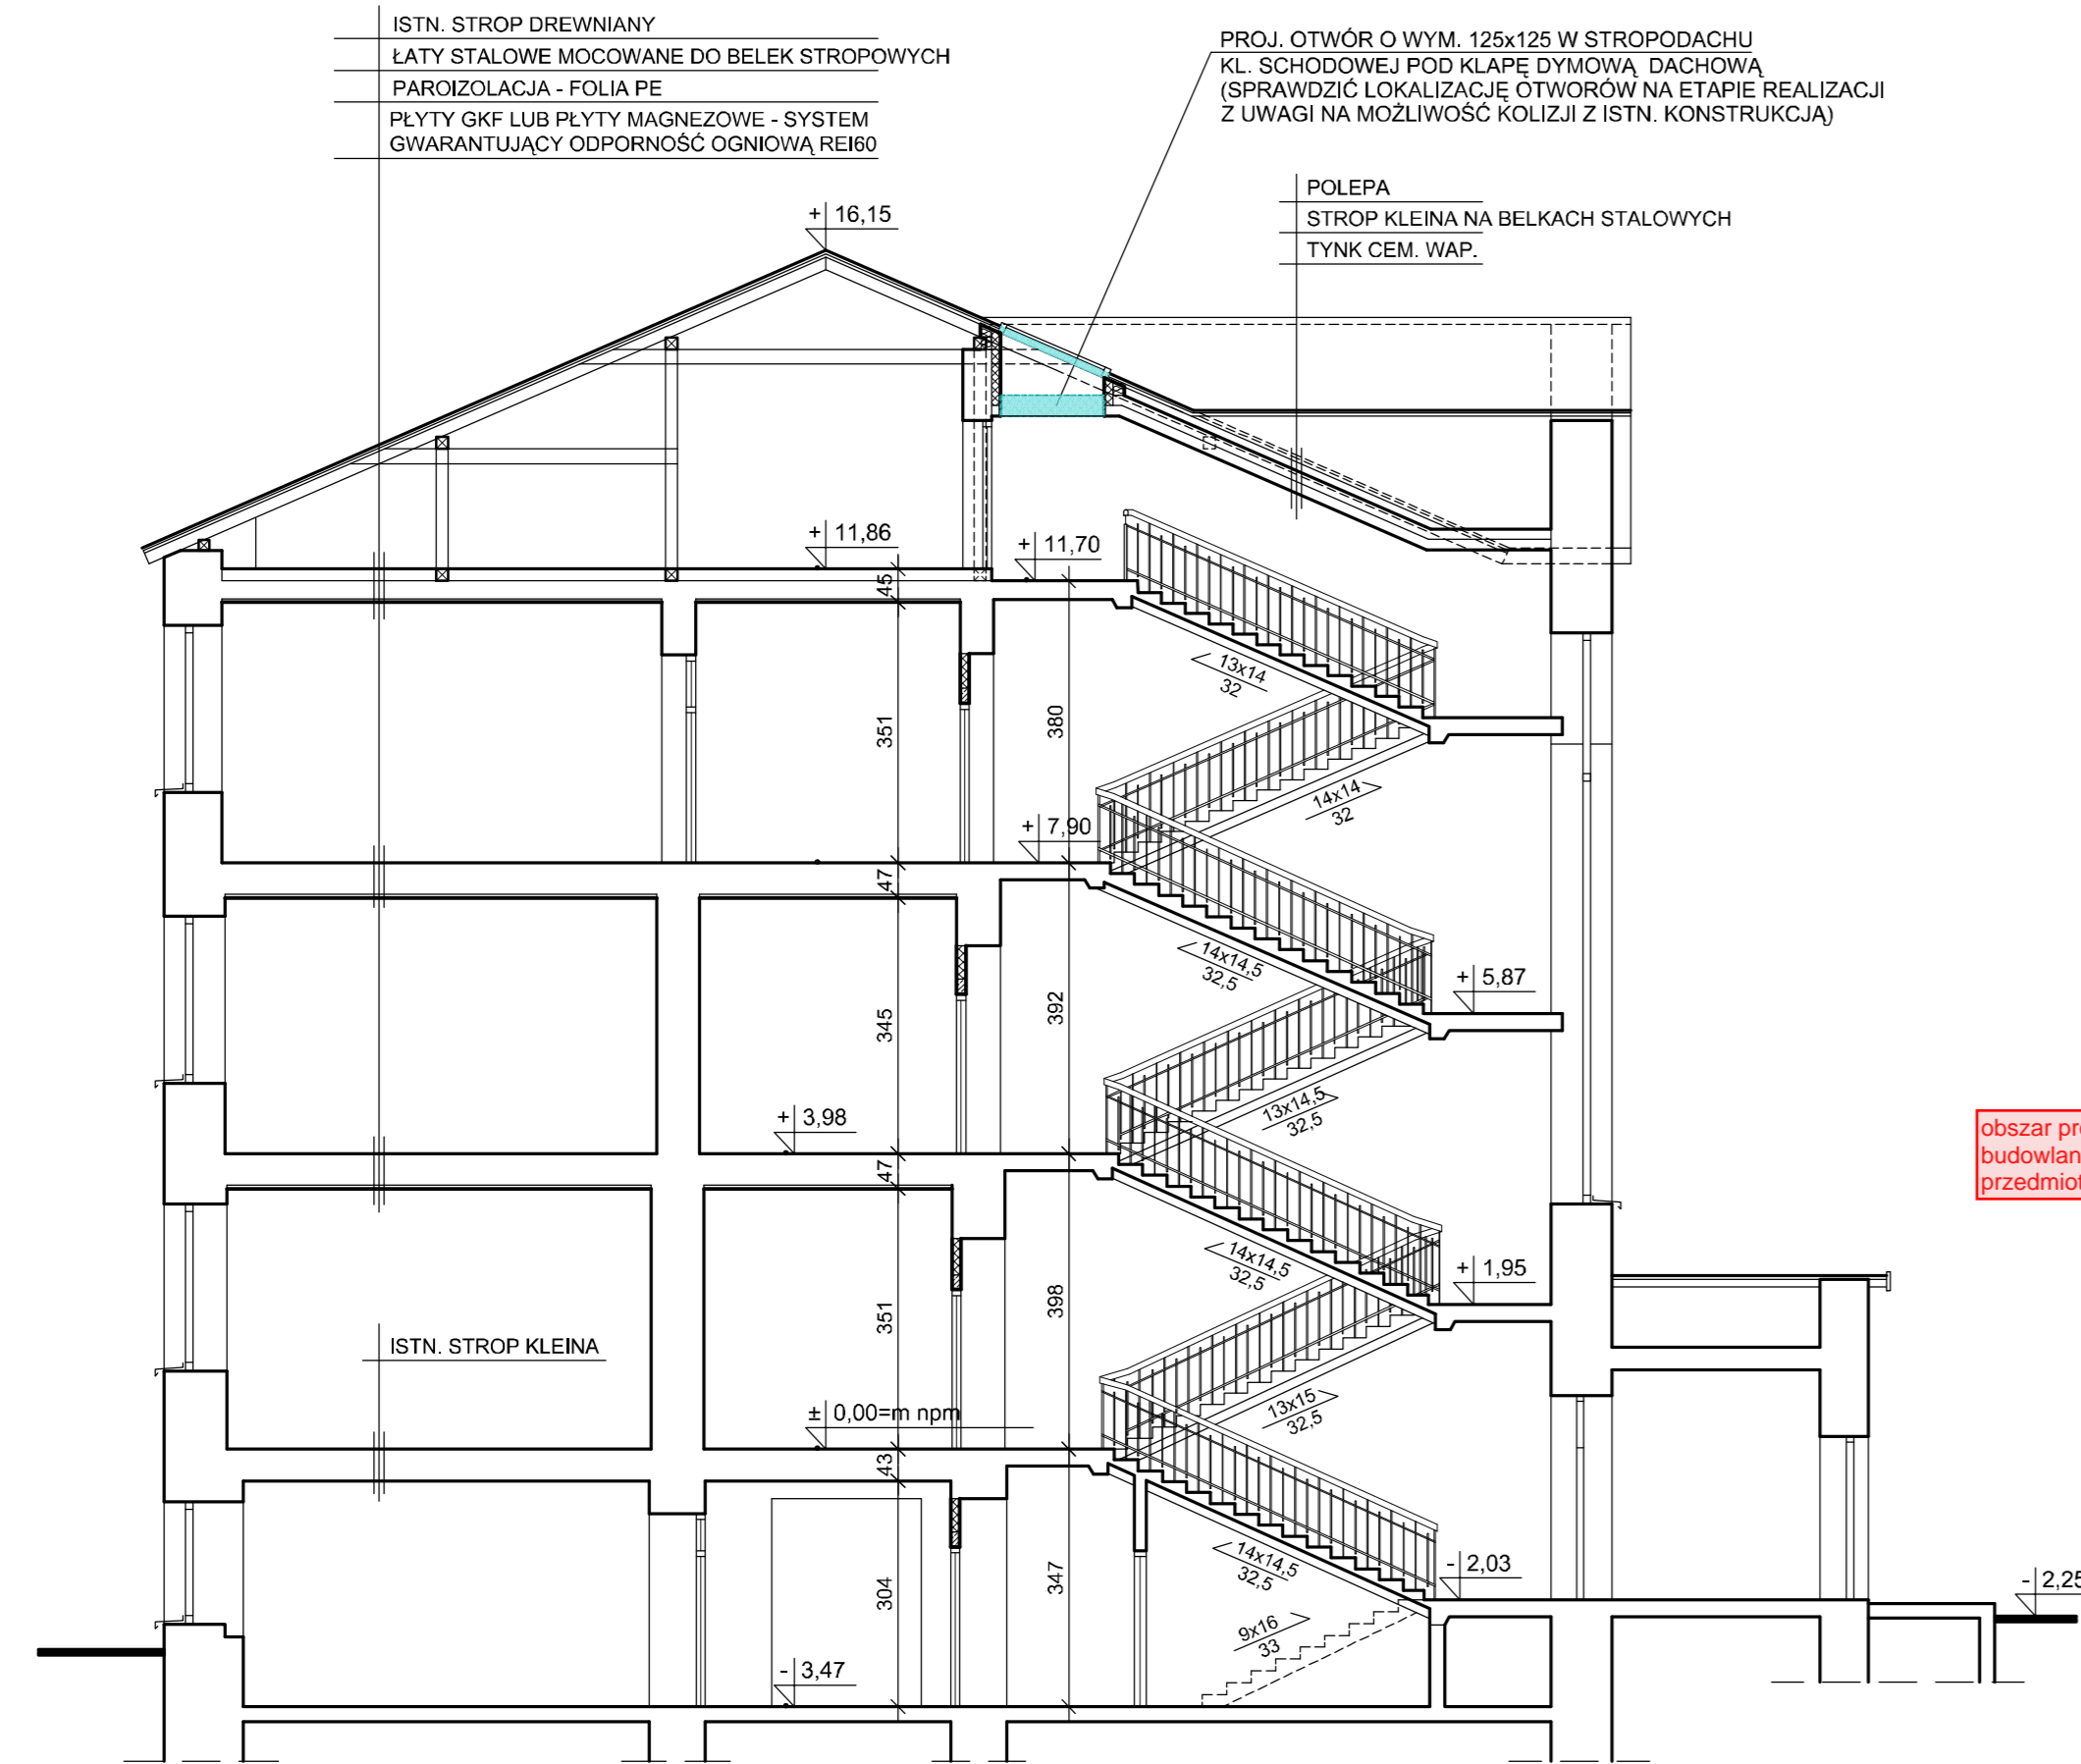 ISTN. STROP DREWNIANY
ŁATY STALOWE MOCOWANE DO BELEK STROPOWYCH
PAROIZOLACJA - FOLIA PE
PŁYTY GKF LUB PŁYTY MAGNEZOWE - SYSTEM
GWARANTUJĄCY ODPORNOŚĆ OGNIOWĄ REI60
PROJ. OTWÓR O WYM. 125x125 W STROPODACHU
KL. SCHODOWEJ POD KLAPĘ DYMOWĄ DACHOWĄ
(SPRAWDZIĆ LOKALIZACJĘ OTWORÓW NA ETAPIE REALIZACJI
Z UWAGI NA MOŻLIWOŚĆ KOLIZJI Z ISTN. KONSTRUKCJĄ)
POLEPA
STROP KLEINA NA BELKACH STALOWYCH
TYNK CEM. WAP.
+ 16,15
+ 11,86
+ 11,70
45
13x14
32
351
380
14x14
32
+ 7,90
47
14x14,5
32,5
+ 5,87
345
392
13x14,5
32,5
+ 3,98
47
obszar pr
budowlan
przedmiot
14x14,5
32,5
+ 1,95
351
398
ISTN. STROP KLEINA
13x15
32,5
± 0,00=m npm
43
14x14,5
32,5
- 2,03
304
347
- 2,25
9x16
33
- 3,47